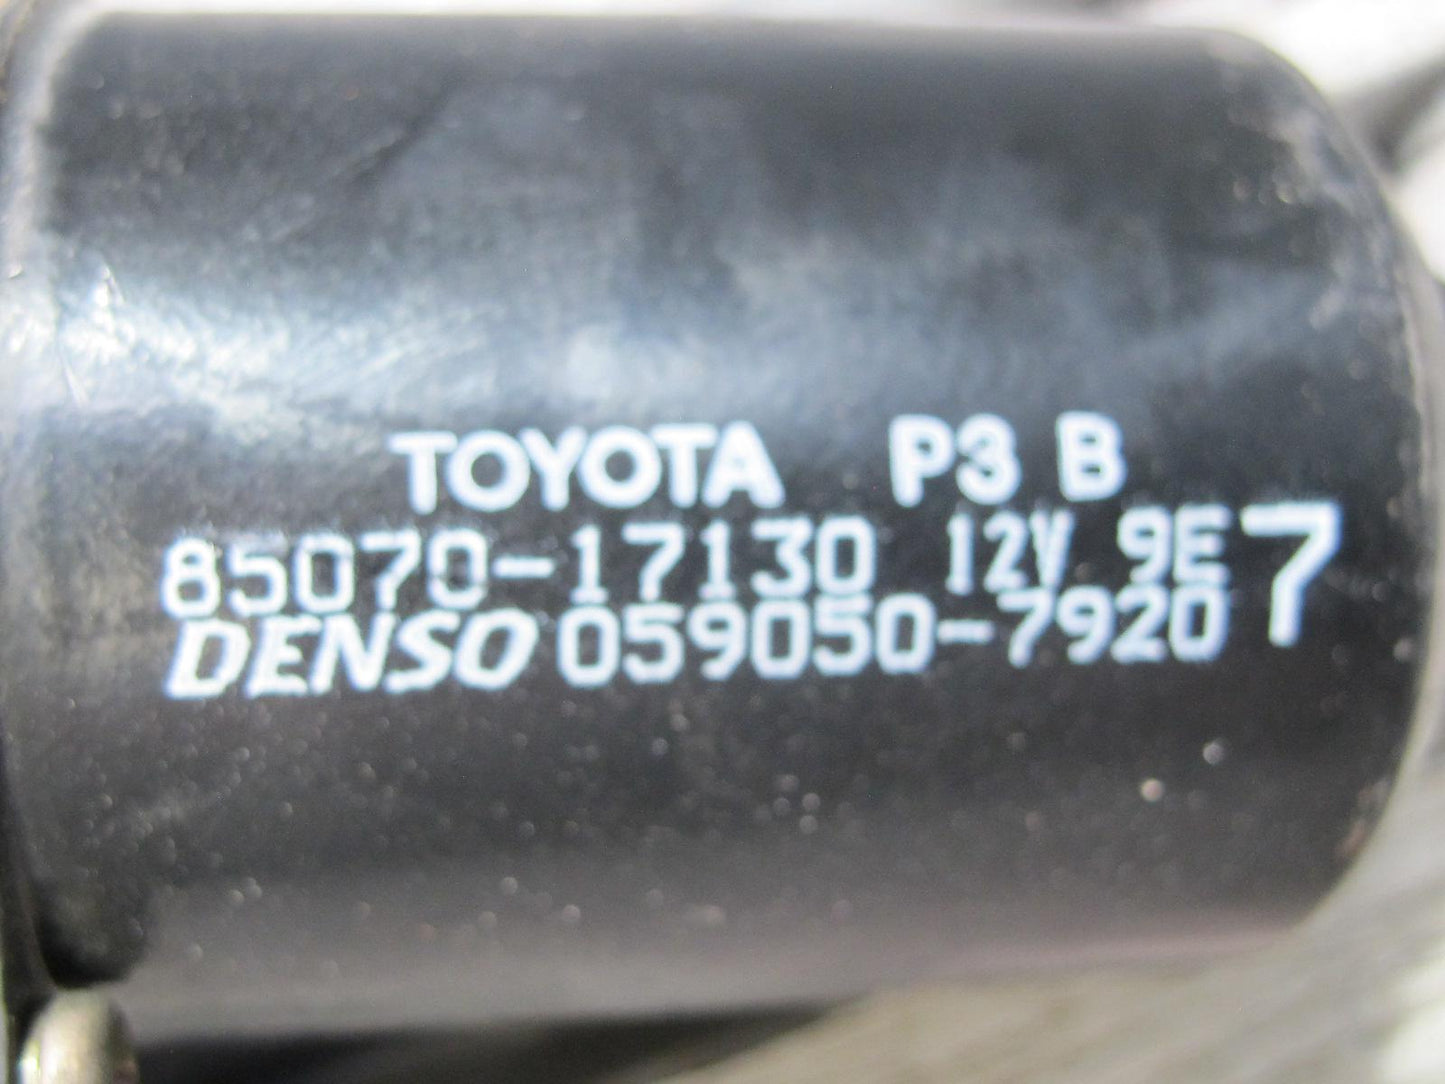 TOYOTA P3 B
85070-17130 12V 9E 7
DENSO 059050-7920